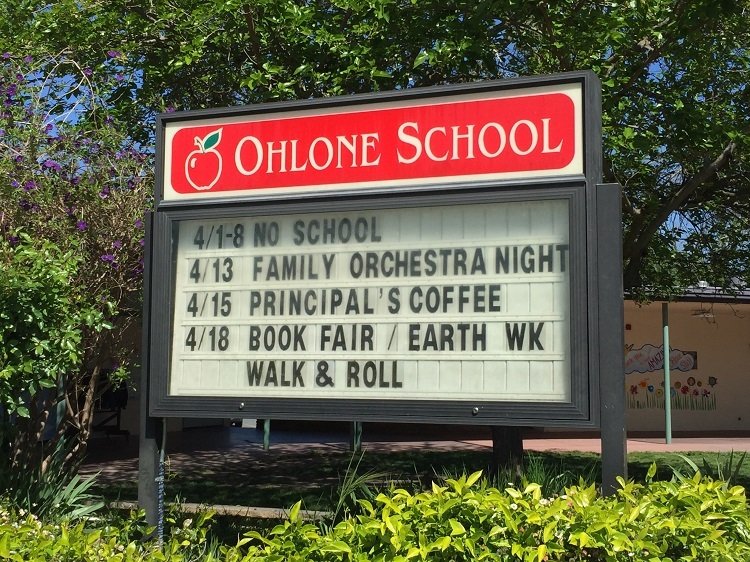 OHLONE SCHOOL
4/1-8 NO SCHOOL
4/13 FAMILY ORCHESTRA NIGHT
4/15 PRINCIPAL'S COFFEE
4/18 BOOK FAIR / EARTH WK
WALK & ROLL